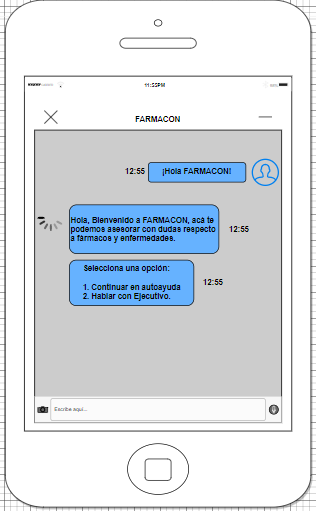 11:55PM
FARMACON
12:55 ¡Hola FARMACON!
Hola, Bienvenido a FARMACON, acá te
podemos asesorar con dudas respecto
a fármacos y enfermedades.
12:55
Selecciona una opción:
12:55
1. Continuar en autoayuda
2. Hablar con Ejecutivo.
Escribe aquí...